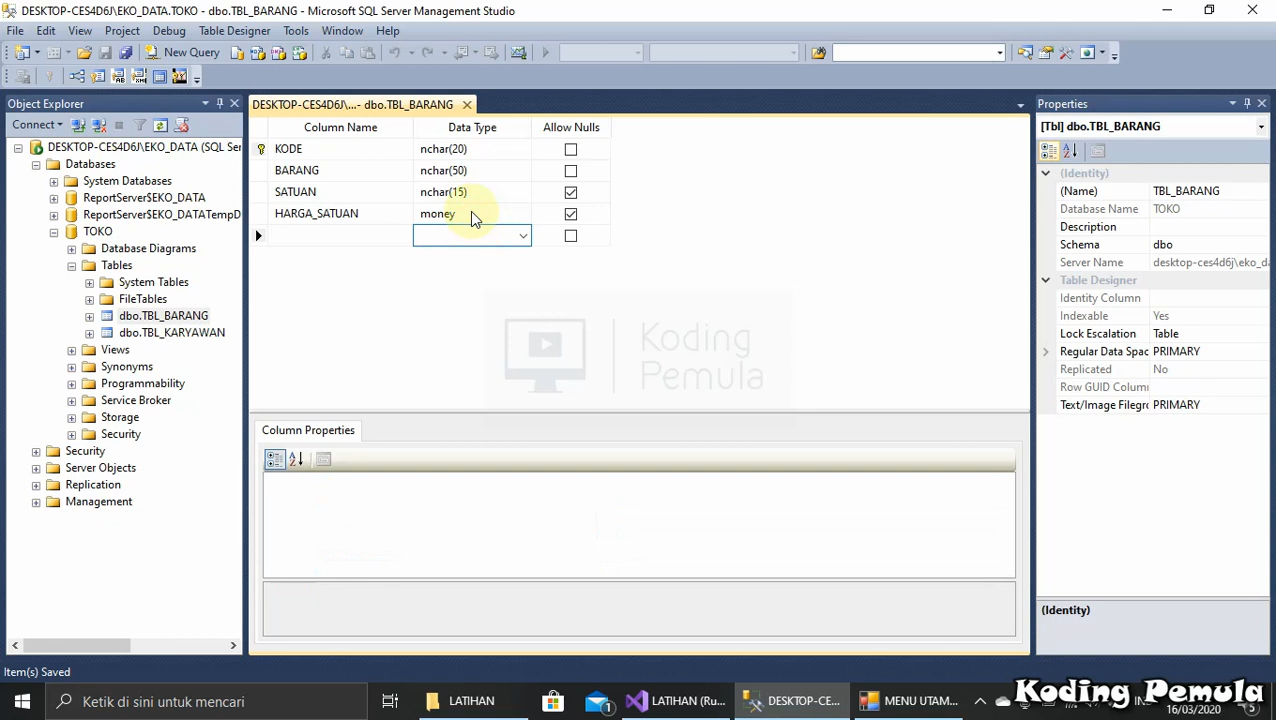 DESKTOP-CES4D6J\EKO_DATA.TOKO - dbo.TBL_BARANG - Microsoft SQL Server Management Studio
File Edit View Project Debug Table Designer Tools Window Help
New Query
Object Explorer
Connect
DESKTOP-CES4D6J\EKO_DATA (SQL Ser
Databases
System Databases
ReportServer$EKO_DATA
ReportServer$EKO_DATATempD
TOKO
Database Diagrams
Tables
System Tables
FileTables
dbo.TBL_BARANG
dbo.TBL_KARYAWAN
Views
Synonyms
Programmability
Service Broker
Storage
Security
Security
Server Objects
Replication
Management
DESKTOP-CES4D6J\...- dbo.TBL_BARANG
Column Name Data Type Allow Nulls
KODE nchar(20)
BARANG nchar(50)
SATUAN nchar(15)
HARGA_SATUAN money
Koding
Pemula
Column Properties
Properties
[Tbl] dbo.TBL_BARANG
(Identity)
(Name) TBL_BARANG
Database Name TOKO
Description
Schema dbo
Server Name desktop-ces4d6j\eko_da
Table Designer
Identity Column
Indexable Yes
Lock Escalation Table
Regular Data Spac PRIMARY
Replicated No
Row GUID Column
Text/Image Filegro PRIMARY
(Identity)
Item(s) Saved
Ketik di sini untuk mencari
LATIHAN
1
LATIHAN (Ru...
DESKTOP-CE...
MENU UTAM...
Koding Pemula
16/03/2020
5